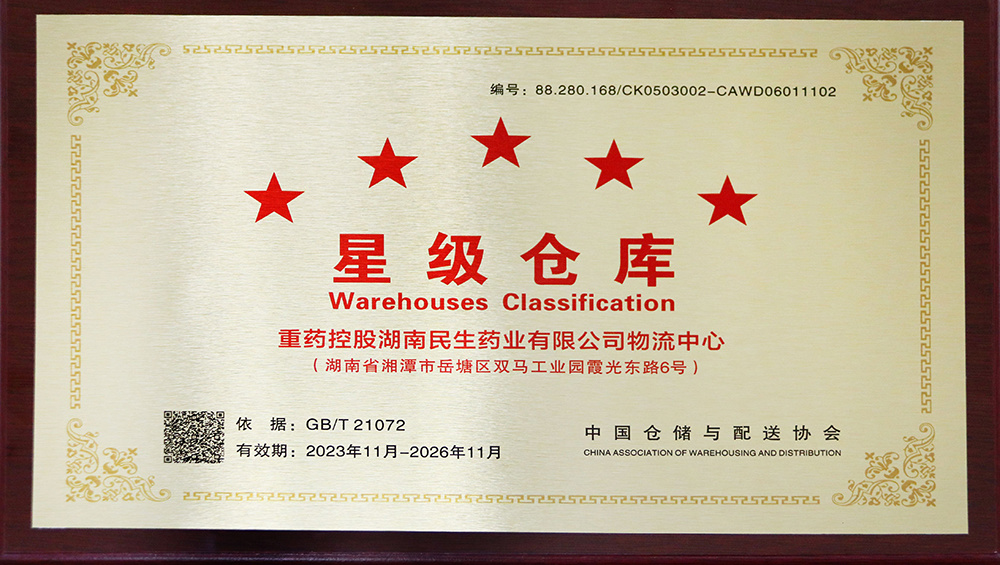 编号：88.280.168/CK0503002-CAWD06011102
星级仓库
Warehouses Classification
重药控股湖南民生药业有限公司物流中心
（湖南省湘潭市岳塘区双马工业园霞光东路6号）
依 据：GB/T 21072
有效期：2023年11月-2026年11月
中国仓储与配送协会
CHINA ASSOCIATION OF WAREHOUSING AND DISTRIBUTION